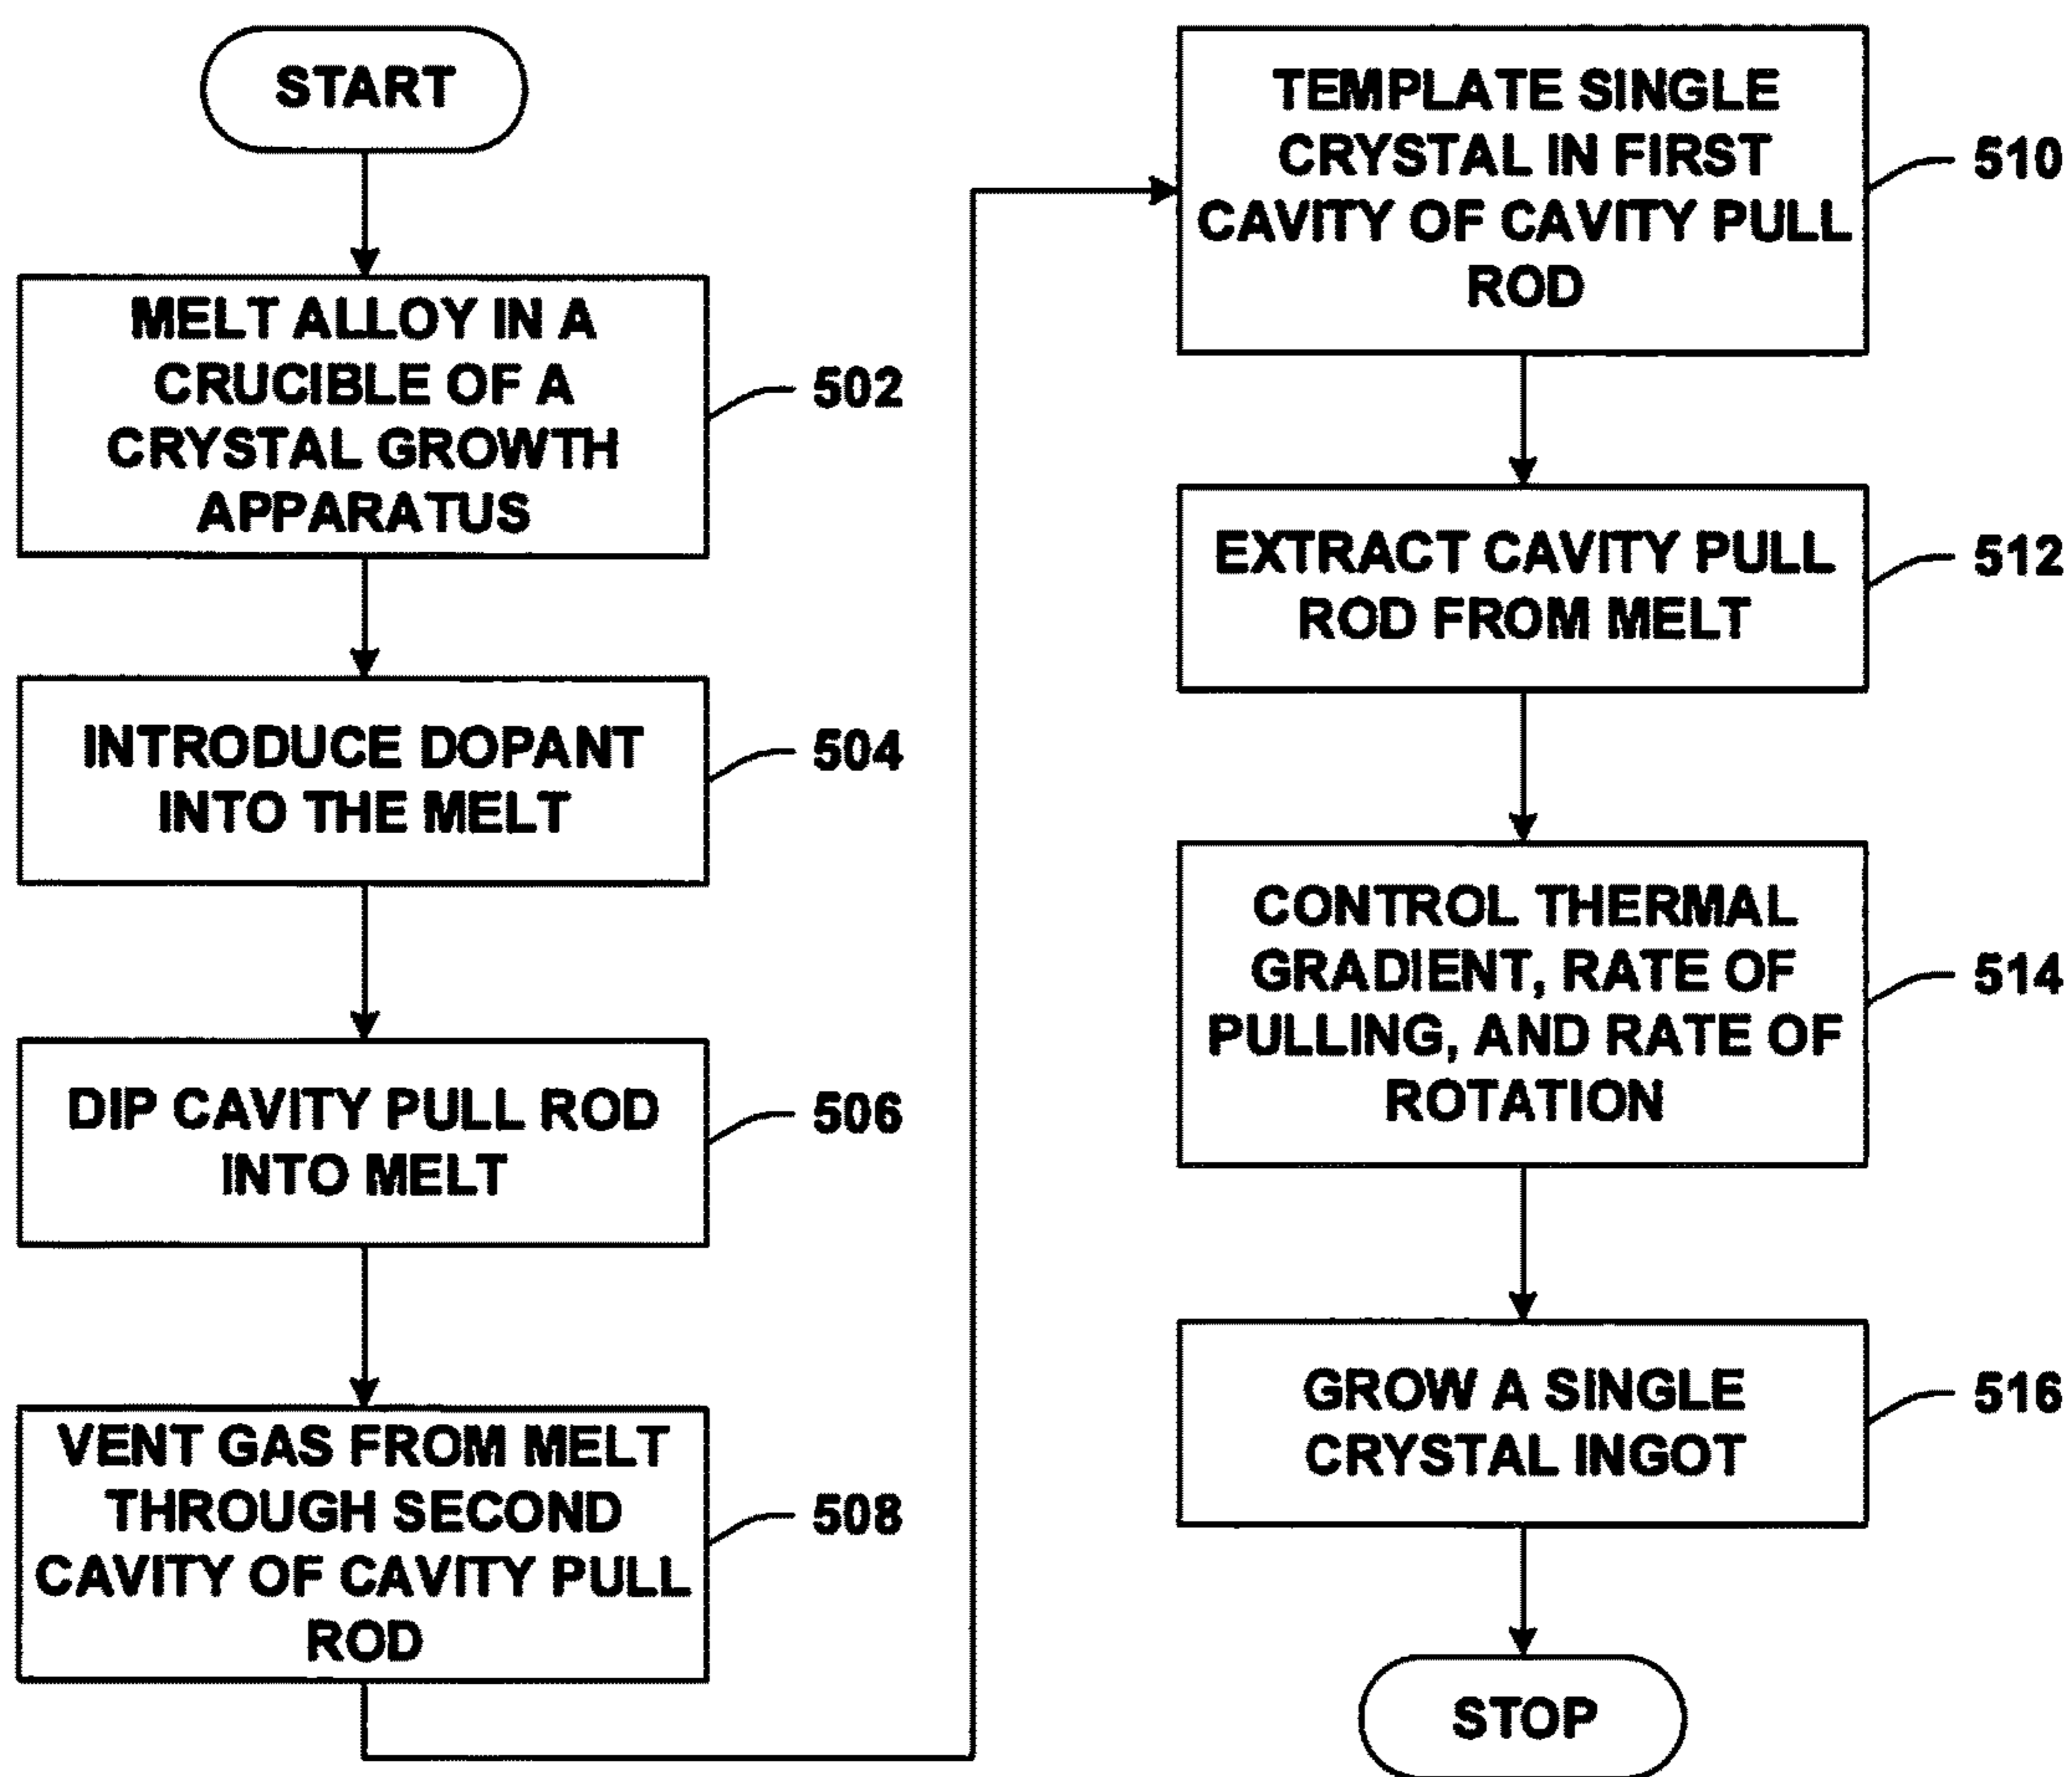 START
MELT ALLOY IN A
CRUCIBLE OF A
CRYSTAL GROWTH
APPARATUS
502
INTRODUCE DOPANT
INTO THE MELT
504
DIP CAVITY PULL ROD
INTO MELT
506
VENT GAS FROM MELT
THROUGH SECOND
CAVITY OF CAVITY PULL
ROD
508
TEMPLATE SINGLE
CRYSTAL IN FIRST
CAVITY OF CAVITY PULL
ROD
510
EXTRACT CAVITY PULL
ROD FROM MELT
512
CONTROL THERMAL
GRADIENT, RATE OF
PULLING, AND RATE OF
ROTATION
514
GROW A SINGLE
CRYSTAL INGOT
516
STOP